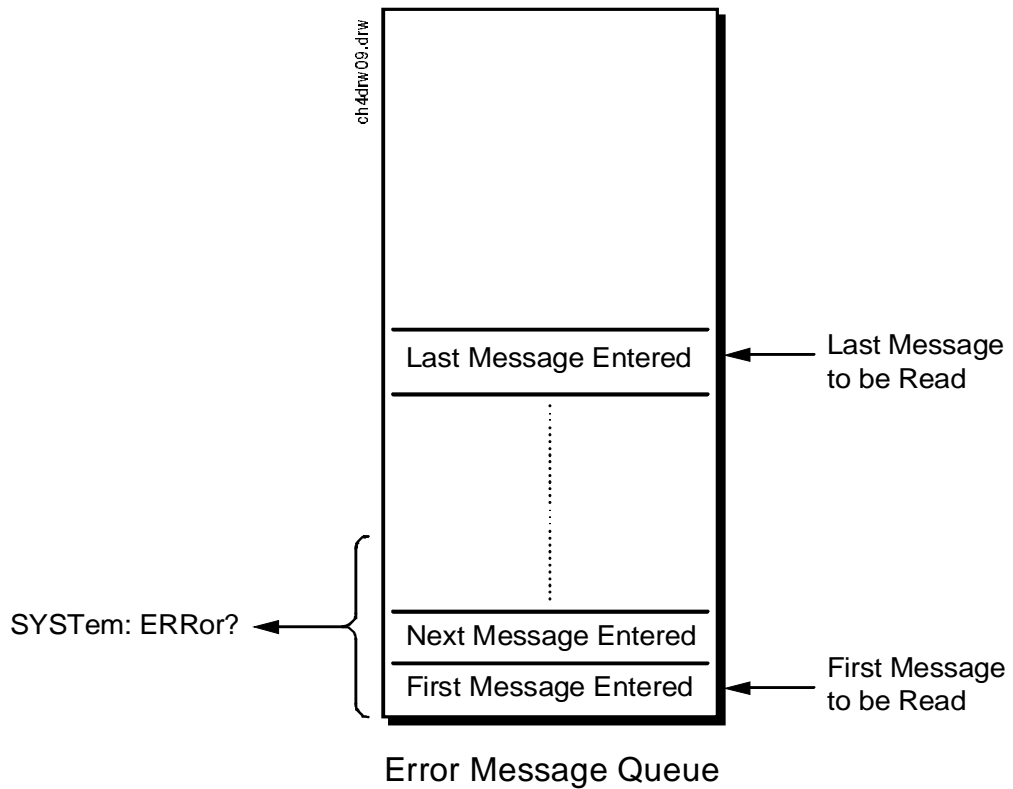 ch4drw09.drw
Last Message Entered
Last Message
to be Read
SYSTem: ERRor?
Next Message Entered
First Message Entered
First Message
to be Read
Error Message Queue